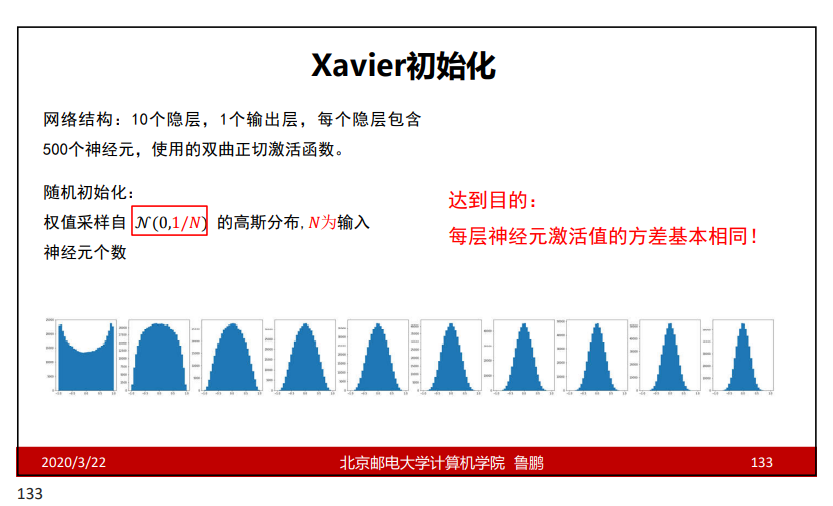 Xavier初始化
网络结构：10个隐层，1个输出层，每个隐层包含
500个神经元，使用的双曲正切激活函数。
随机初始化：
权值采样自 𝒩(0,1/N) 的高斯分布, N为输入
神经元个数
达到目的：
每层神经元激活值的方差基本相同！
2020/3/22
北京邮电大学计算机学院 鲁鹏
133
133